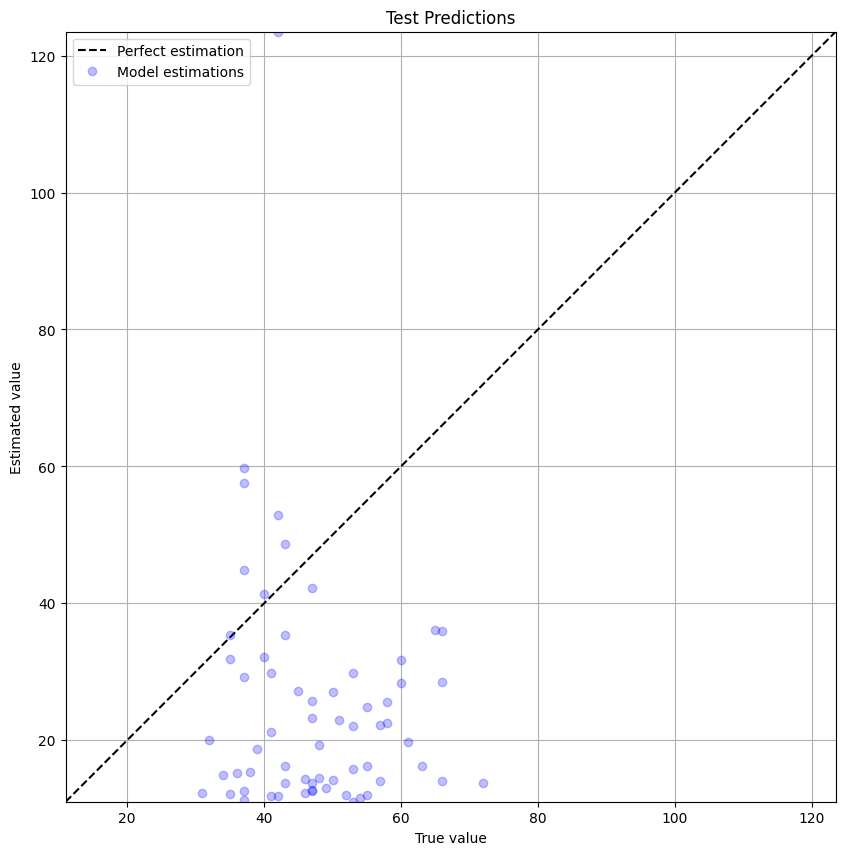 Test Predictions
Perfect estimation
Model estimations
120
100
80
60
40
20
Estimated value
20
40
60
80
100
120
True value